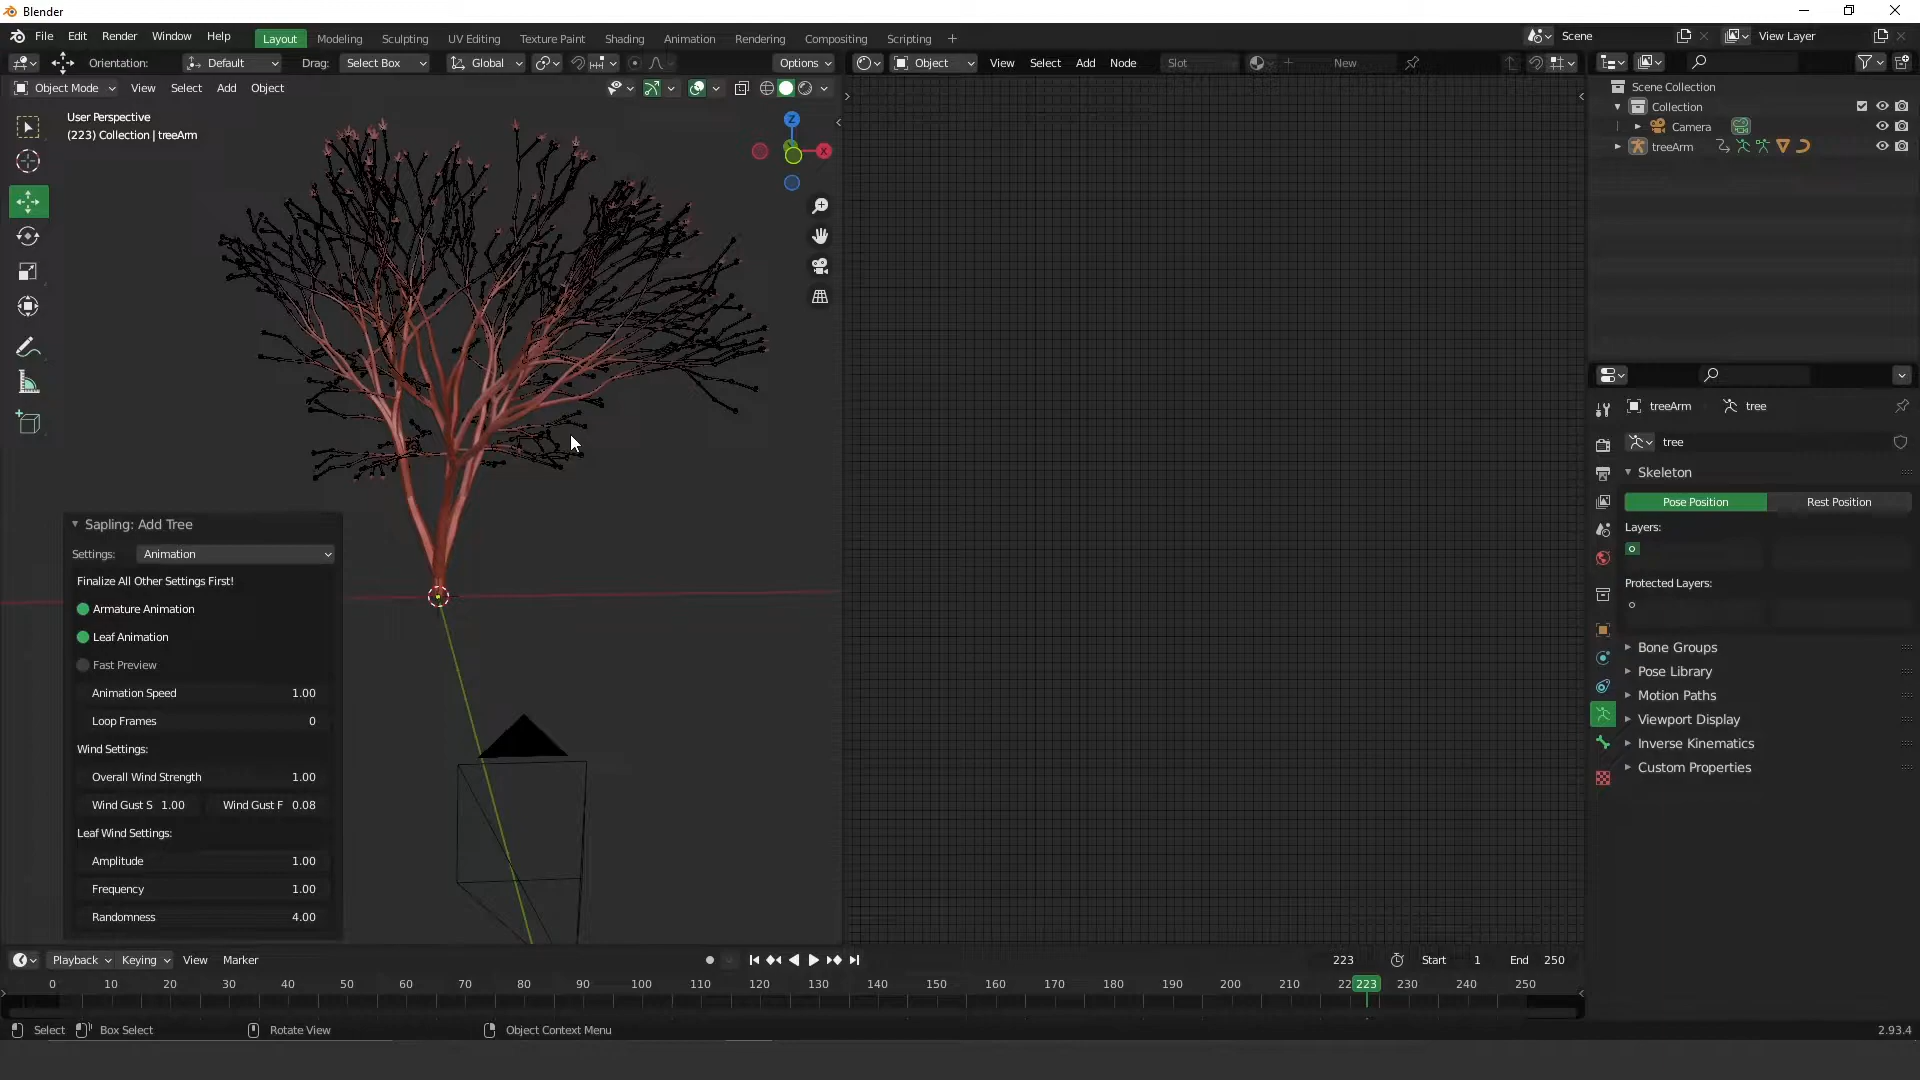 Blender
File Edit Render Window Help Layout Modeling Sculpting UV Editing Texture Paint Shading Animation Rendering Compositing Scripting + Scene View Layer
Orientation: Default Drag: Select Box Global Options Object View Select Add Node Slot New
Object Mode View Select Add Object
User Perspective
(223) Collection | treeArm
Z
X
Scene Collection
Collection
Camera
treeArm
treeArm tree
tree
Skeleton
Pose Position Rest Position
Layers:
Protected Layers:
Bone Groups
Pose Library
Motion Paths
Viewport Display
Inverse Kinematics
Custom Properties
Sapling: Add Tree
Settings: Animation
Finalize All Other Settings First!
Armature Animation
Leaf Animation
Fast Preview
Animation Speed 1.00
Loop Frames 0
Wind Settings:
Overall Wind Strength 1.00
Wind Gust S 1.00 Wind Gust F 0.08
Leaf Wind Settings:
Amplitude 1.00
Frequency 1.00
Randomness 4.00
Playback Keying View Marker 223 Start 1 End 250
0 10 20 30 40 50 60 70 80 90 100 110 120 130 140 150 160 170 180 190 200 210 22 223 230 240 250
Select Box Select Rotate View Object Context Menu 2.93.4